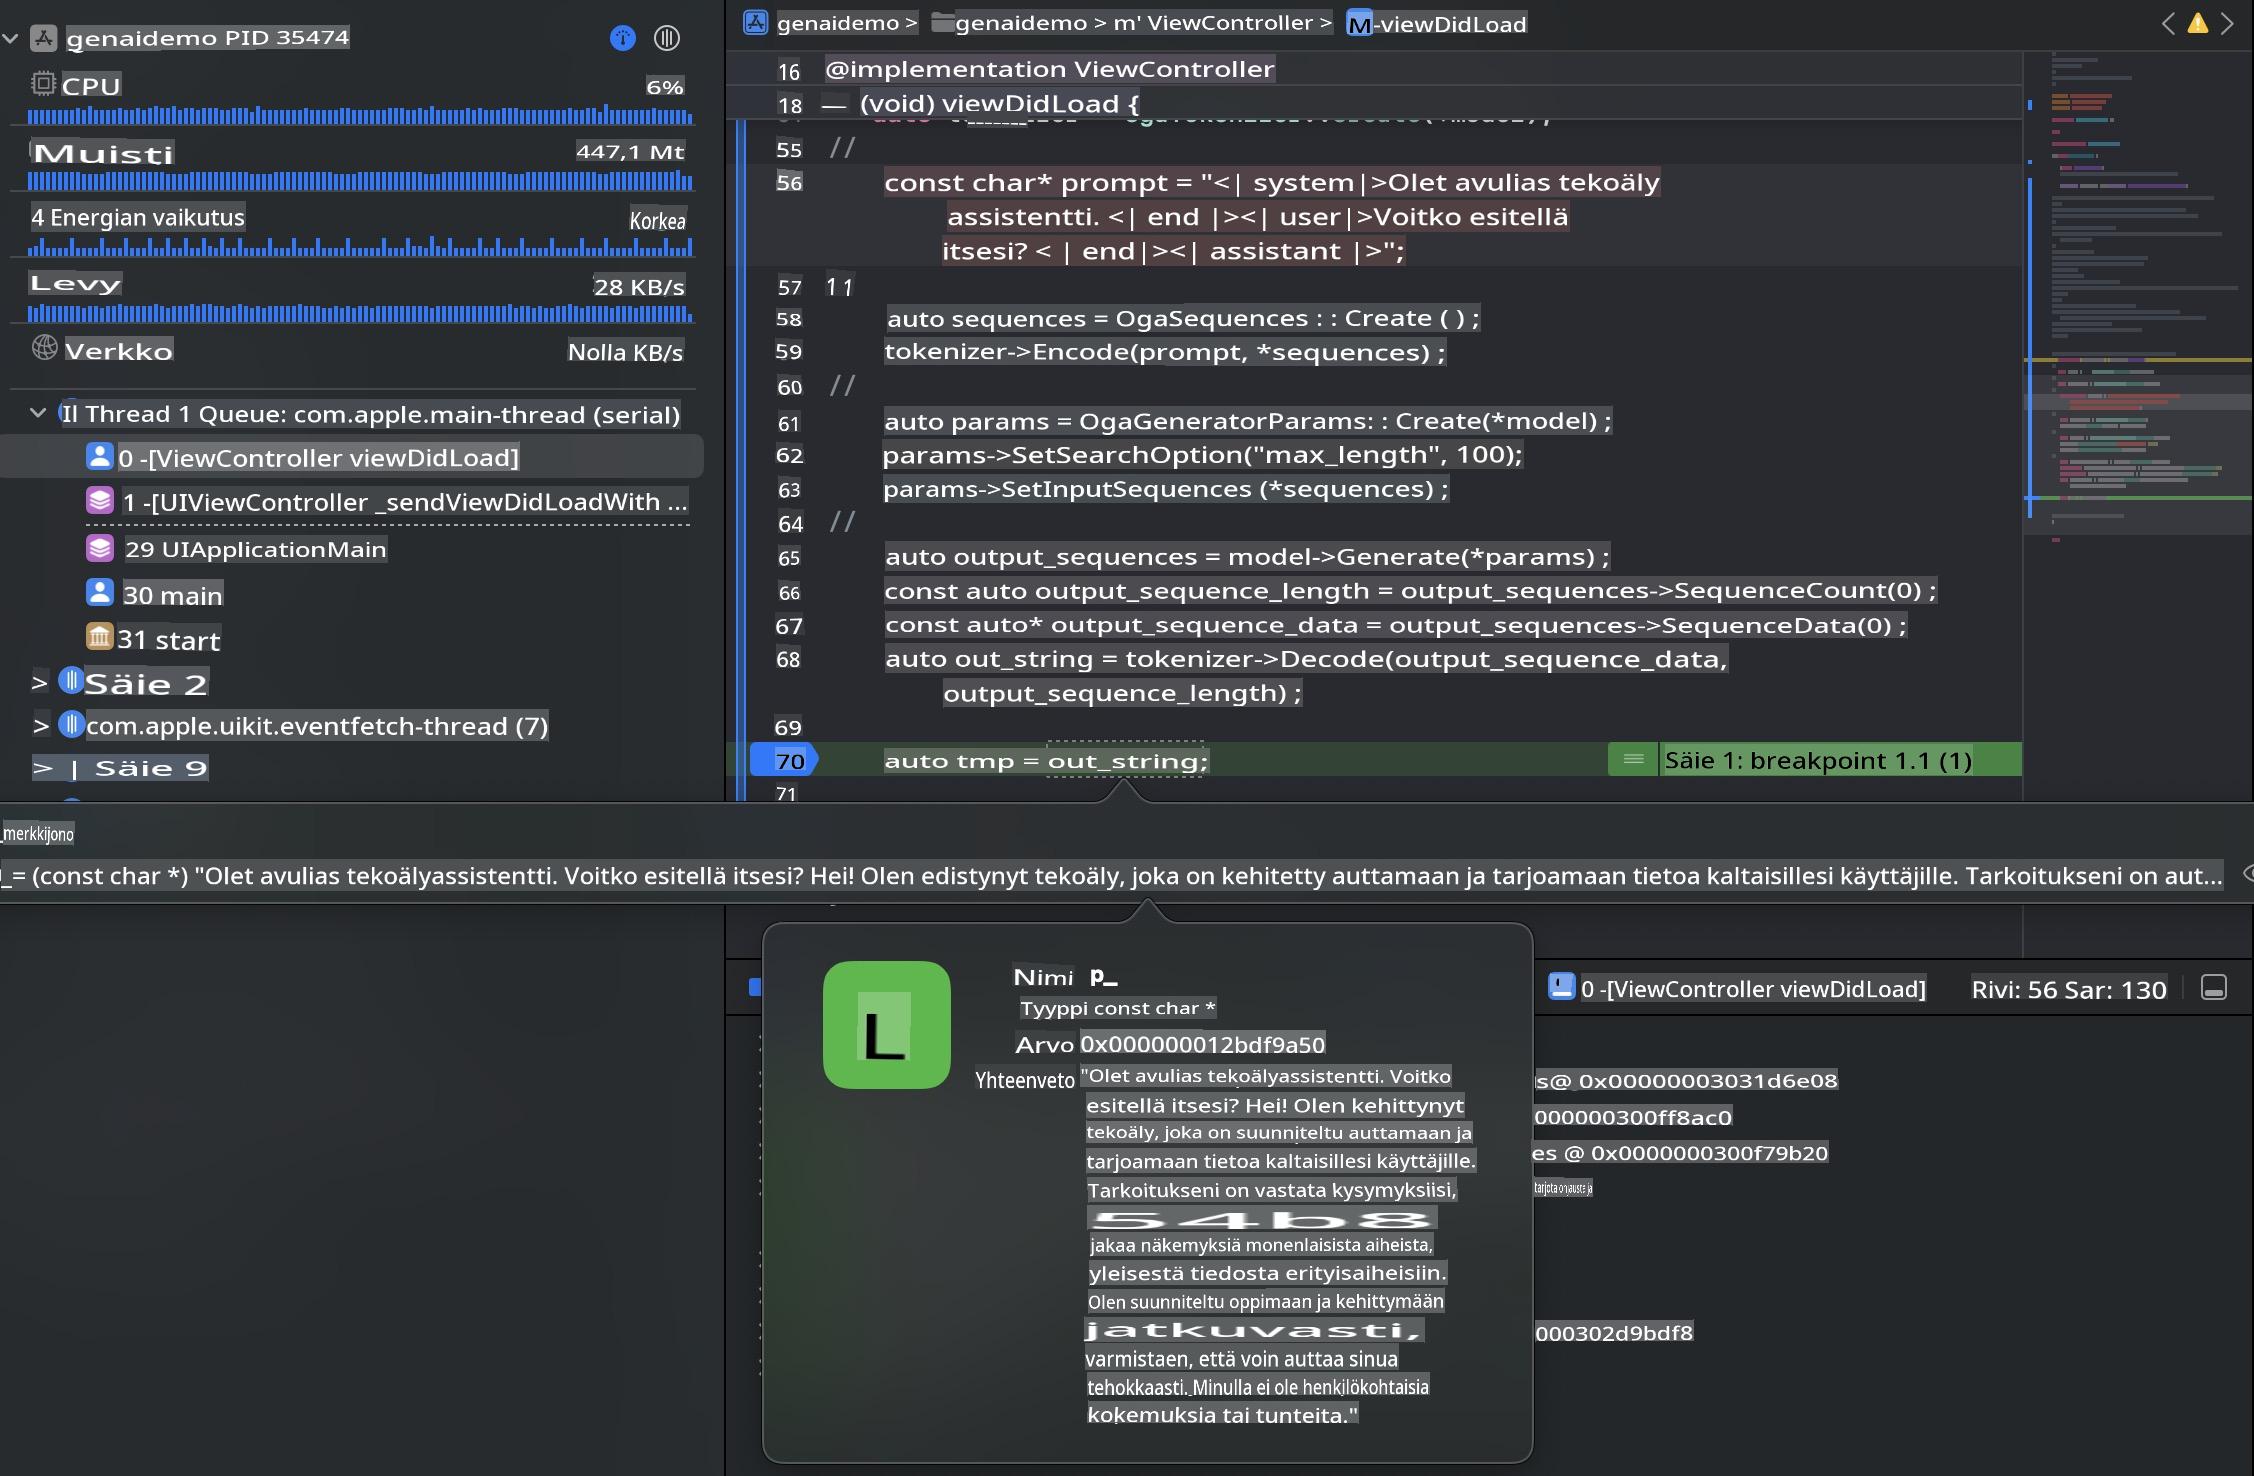 genaidemo PID 35474
CPU
6%
Muisti
447,1 Mt
4 Energian vaikutus
Korkea
Levy
28 KB/s
Verkko
Nolla KB/s
Il Thread 1 Queue: com.apple.main-thread (serial)
0 -[ViewController viewDidLoad]
1 -[UIViewController _sendViewDidLoadWith ...
29 UIApplicationMain
30 main
31 start
> Säie 2
> com.apple.uikit.eventfetch-thread (7)
> | Säie 9
genaidemo > genaidemo > m' ViewController > M-viewDidLoad
16 @implementation ViewController
18 — (void) viewDidLoad {
55 //
56 const char* prompt = "<| system|>Olet avulias tekoäly
assistentti. <| end |><| user|>Voitko esitellä
itsesi? < | end|><| assistant |>";
57 11
58 auto sequences = OgaSequences : : Create ( ) ;
59 tokenizer->Encode(prompt, *sequences) ;
60 //
61 auto params = OgaGeneratorParams: : Create(*model) ;
62 params->SetSearchOption("max_length", 100);
63 params->SetInputSequences (*sequences) ;
64 //
65 auto output_sequences = model->Generate(*params) ;
66 const auto output_sequence_length = output_sequences->SequenceCount(0) ;
67 const auto* output_sequence_data = output_sequences->SequenceData(0) ;
68 auto out_string = tokenizer->Decode(output_sequence_data,
output_sequence_length) ;
69
70 auto tmp = out_string;
Säie 1: breakpoint 1.1 (1)
71
_merkkijono
_= (const char *) "Olet avulias tekoälyassistentti. Voitko esitellä itsesi? Hei! Olen edistynyt tekoäly, joka on kehitetty auttamaan ja tarjoamaan tietoa kaltaisillesi käyttäjille. Tarkoitukseni on aut...
L
Nimi p_
Tyyppi const char *
Arvo 0x000000012bdf9a50
Yhteenveto "Olet avulias tekoälyassistentti. Voitko
esitellä itsesi? Hei! Olen kehittynyt
tekoäly, joka on suunniteltu auttamaan ja
tarjoamaan tietoa kaltaisillesi käyttäjille.
Tarkoitukseni on vastata kysymyksiisi,
54b8
jakaa näkemyksiä monenlaisista aiheista,
yleisestä tiedosta erityisaiheisiin.
Olen suunniteltu oppimaan ja kehittymään
jatkuvasti,
varmistaen, että voin auttaa sinua
tehokkaasti. Minulla ei ole henkilökohtaisia
kokemuksia tai tunteita."
0 -[ViewController viewDidLoad]
Rivi: 56 Sar: 130
s@ 0x00000003031d6e08
000000300ff8ac0
es @ 0x0000000300f79b20
000302d9bdf8